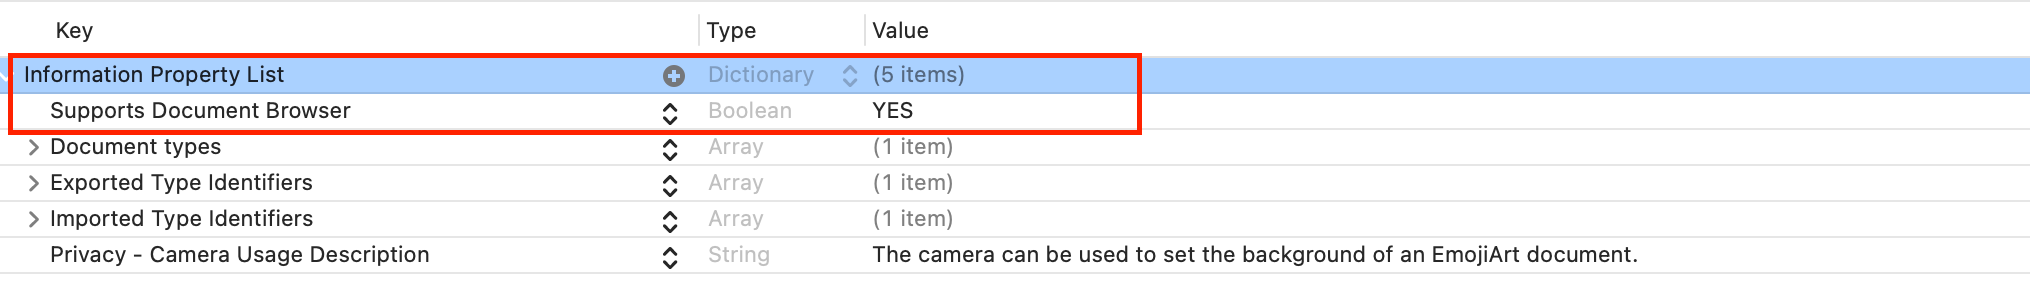 Key Type Value
Information Property List Dictionary (5 items)
Supports Document Browser Boolean YES
Document types Array (1 item)
Exported Type Identifiers Array (1 item)
Imported Type Identifiers Array (1 item)
Privacy - Camera Usage Description String The camera can be used to set the background of an EmojiArt document.